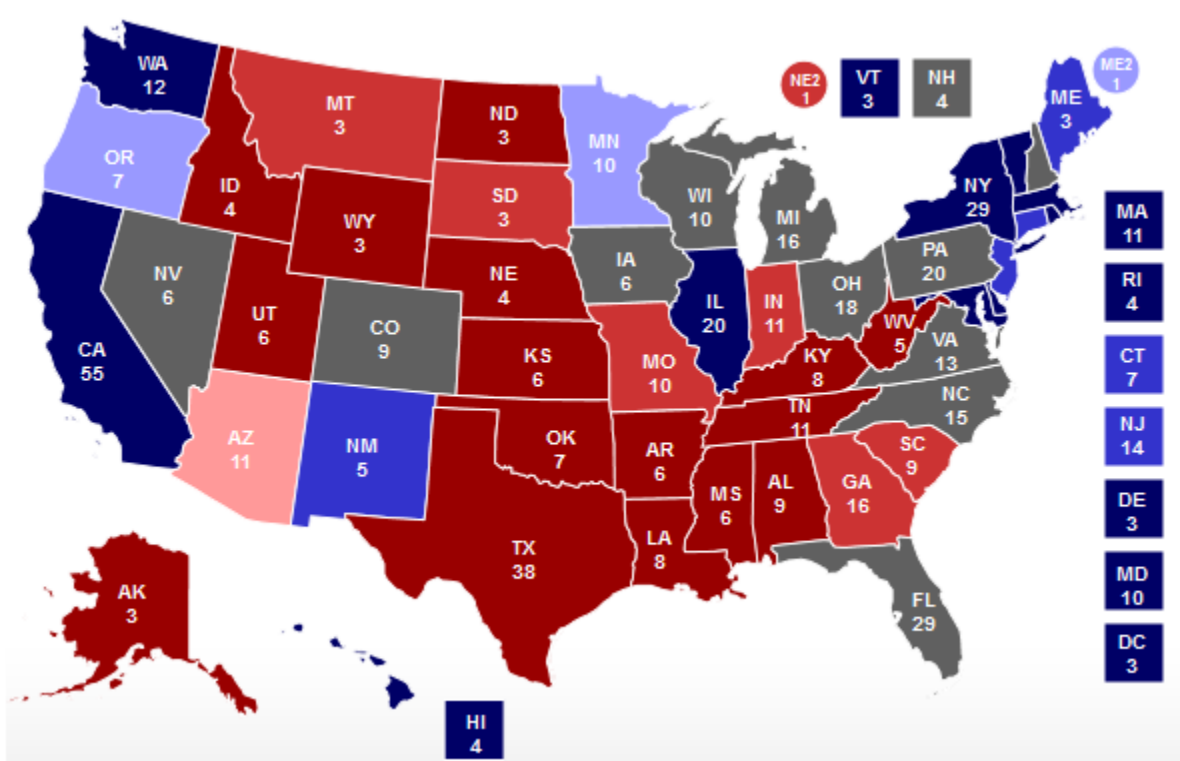 WA
12
OR
7
CA
55
NV
6
ID
4
MT
3
WY
3
UT
6
AZ
11
CO
9
NM
5
ND
3
SD
3
NE
4
KS
6
OK
7
TX
38
MN
10
IA
6
MO
10
AR
6
LA
8
WI
10
IL
20
MI
16
IN
11
OH
18
KY
8
TN
11
MS
6
AL
9
GA
16
FL
29
SC
9
NC
15
VA
13
WV
5
PA
20
NY
29
ME
3
NE2
1
VT
3
NH
4
ME2
1
MA
11
RI
4
CT
7
NJ
14
DE
3
MD
10
DC
3
AK
3
HI
4